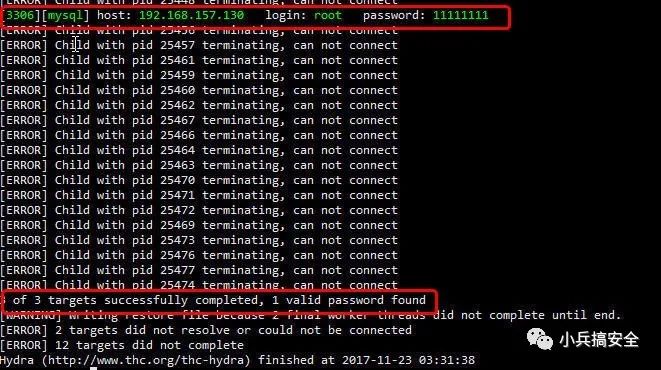 [3306][mysql] host: 192.168.157.130 login: root password: 11111111
[ERROR] Child with pid 25456 terminating, can not connect
[ERROR] Child with pid 25457 terminating, can not connect
[ERROR] Child with pid 25461 terminating, can not connect
[ERROR] Child with pid 25459 terminating, can not connect
[ERROR] Child with pid 25460 terminating, can not connect
[ERROR] Child with pid 25462 terminating, can not connect
[ERROR] Child with pid 25467 terminating, can not connect
[ERROR] Child with pid 25466 terminating, can not connect
[ERROR] Child with pid 25464 terminating, can not connect
[ERROR] Child with pid 25463 terminating, can not connect
[ERROR] Child with pid 25470 terminating, can not connect
[ERROR] Child with pid 25471 terminating, can not connect
[ERROR] Child with pid 25472 terminating, can not connect
[ERROR] Child with pid 25469 terminating, can not connect
[ERROR] Child with pid 25473 terminating, can not connect
[ERROR] Child with pid 25476 terminating, can not connect
[ERROR] Child with pid 25477 terminating, can not connect
[ERROR] Child with pid 25474 terminating, can not connect
of 3 targets successfully completed, 1 valid password found
[WARNING] Writing restore file because 2 final worker threads did not complete until end.
[ERROR] 2 targets did not resolve or could not be connected
[ERROR] 12 targets did not complete
Hydra (http://www.thc.org/thc-hydra) finished at 2017-11-23 03:31:38
小兵搞安全